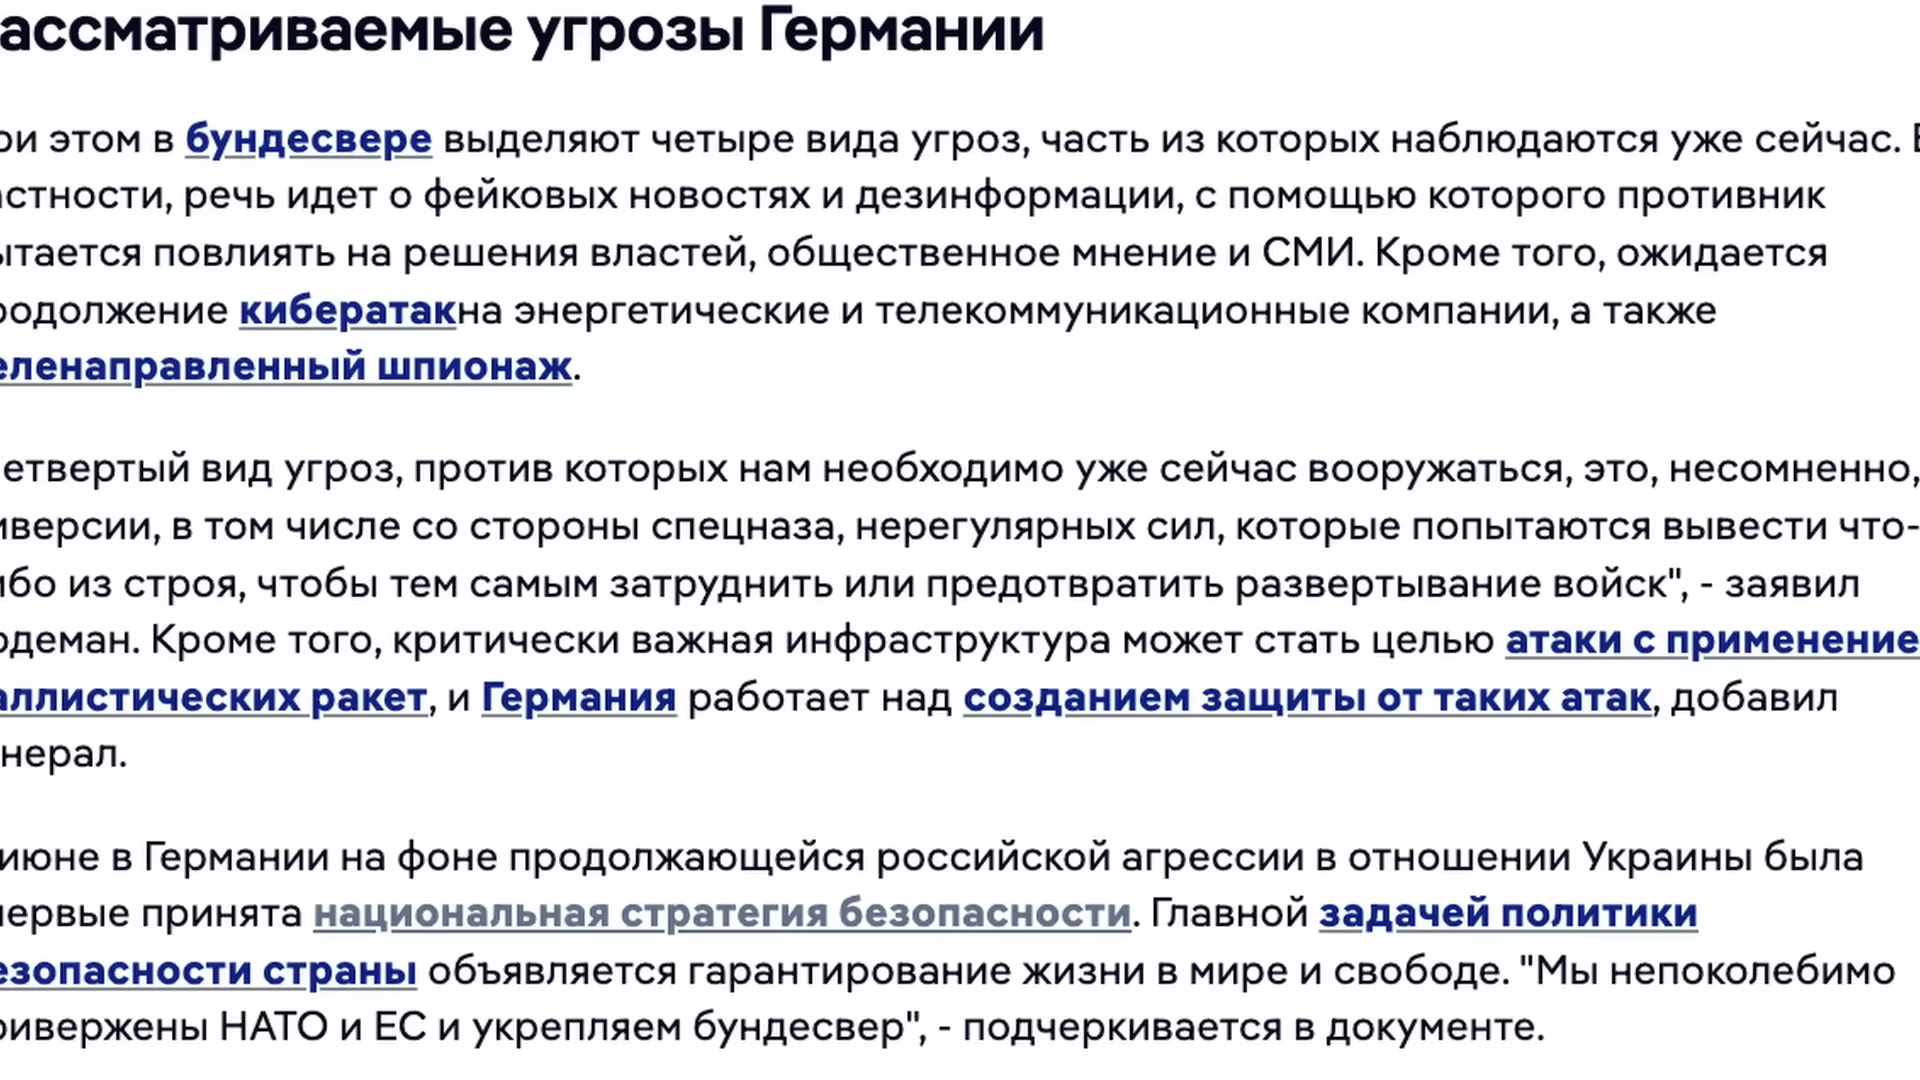 ассматриваемые угрозы Германии
ри этом в бундесвере выделяют четыре вида угроз, часть из которых наблюдаются уже сейчас. В
астности, речь идет о фейковых новостях и дезинформации, с помощью которого противник
ытается повлиять на решения властей, общественное мнение и СМИ. Кроме того, ожидается
родолжение кибератакна энергетические и телекоммуникационные компании, а также
еленаправленный шпионаж.
етвертый вид угроз, против которых нам необходимо уже сейчас вооружаться, это, несомненно,
иверсии, в том числе со стороны спецназа, нерегулярных сил, которые попытаются вывести что-
ибо из строя, чтобы тем самым затруднить или предотвратить развертывание войск", - заявил
одеман. Кроме того, критически важная инфраструктура может стать целью атаки с применение
аллистических ракет, и Германия работает над созданием защиты от таких атак, добавил
нерал.
июне в Германии на фоне продолжающейся российской агрессии в отношении Украины была
первые принята национальная стратегия безопасности. Главной задачей политики
езопасности страны объявляется гарантирование жизни в мире и свободе. "Мы непоколебимо
ривержены НАТО и ЕС и укрепляем бундесвер", - подчеркивается в документе.